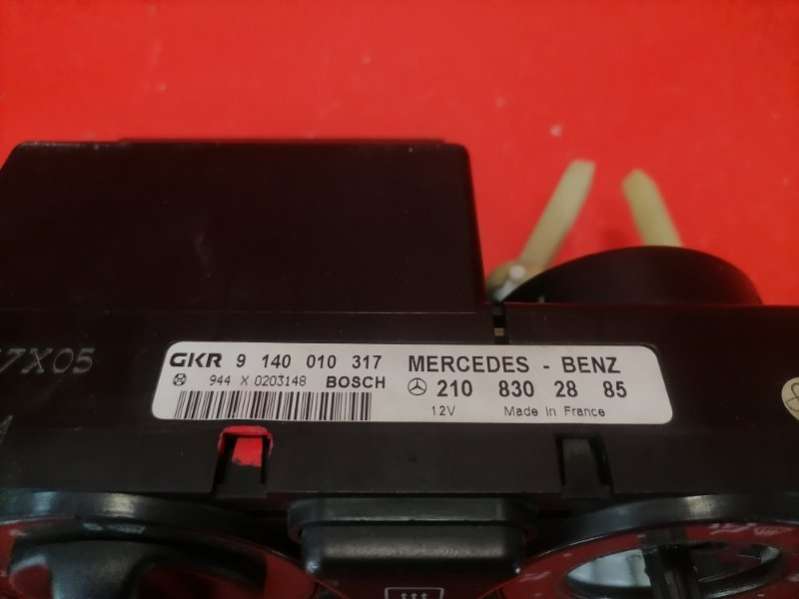 7X05
GKR 9 140 010 317 MERCEDES - BENZ
944 X 0203148 BOSCH 210 830 28 85
12V Made In France